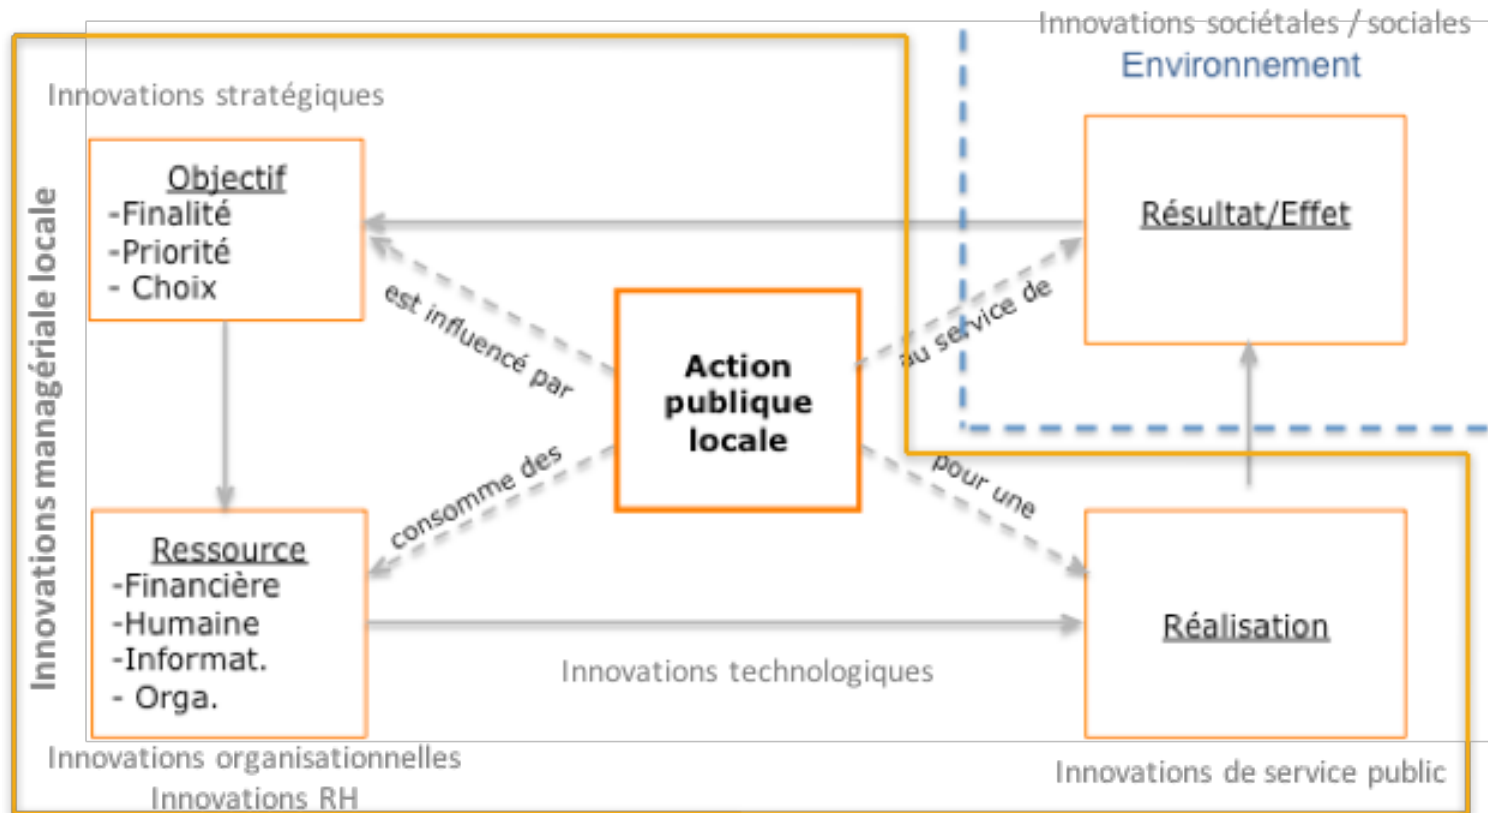 Innovations sociétales / sociales
Environnement
Innovations stratégiques
Innovations managériale locale
Objectif
-Finalité
-Priorité
- Choix
Résultat/Effet
est influencé par
au service de
Action
publique
locale
consomme des
pour une
Ressource
-Financière
-Humaine
-Informat.
- Orga.
Réalisation
Innovations technologiques
Innovations organisationnelles
Innovations RH
Innovations de service public